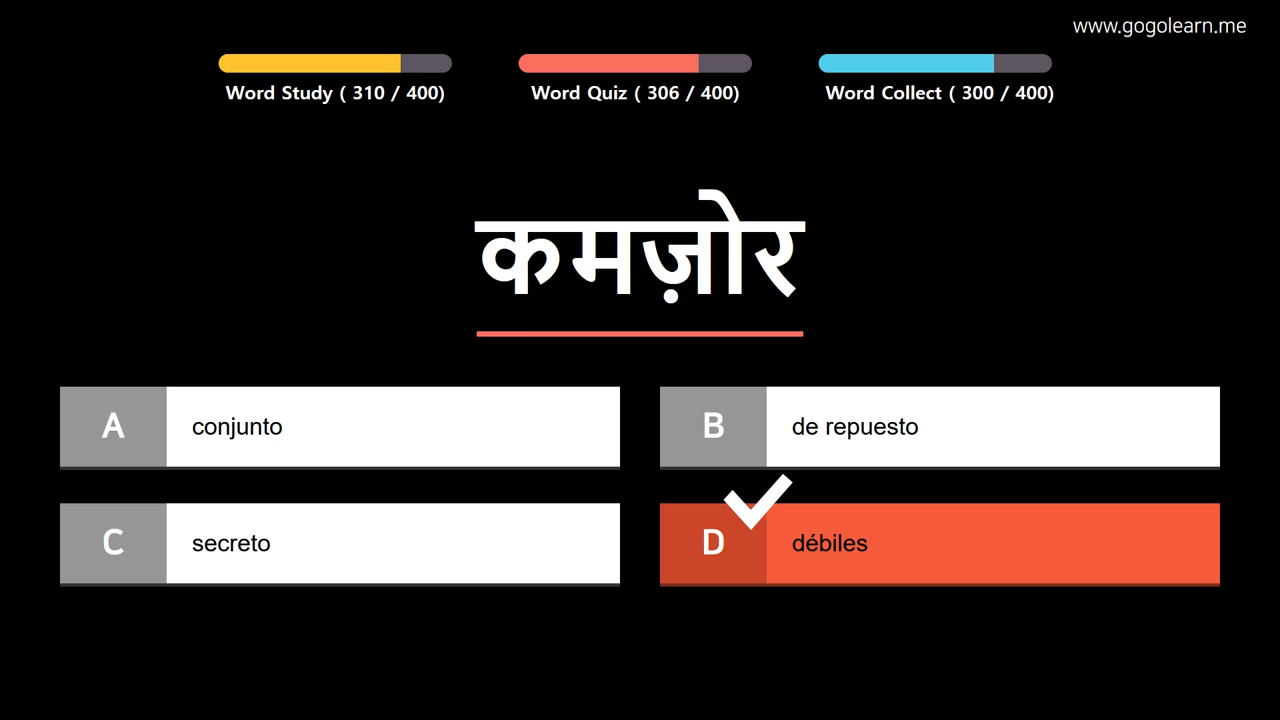 www.gogolearn.me
Word Study ( 310 / 400)
Word Quiz ( 306 / 400)
Word Collect ( 300 / 400)
कमज़ोर
A conjunto
B de repuesto
C secreto
D débiles